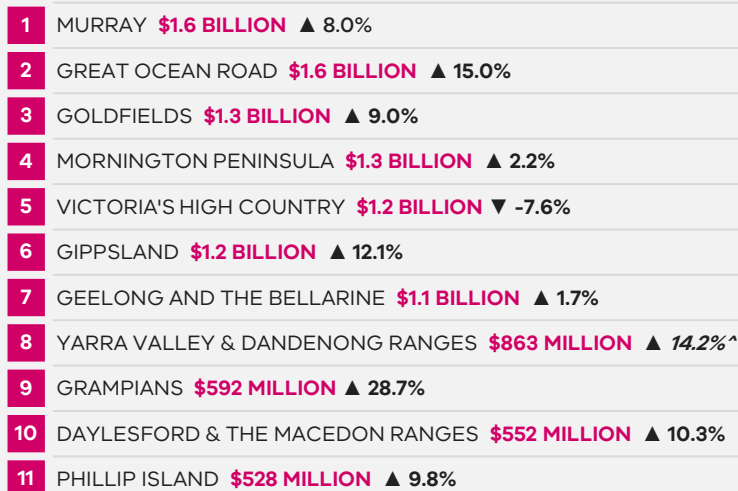 1 MURRAY $1.6 BILLION ▲ 8.0%
2 GREAT OCEAN ROAD $1.6 BILLION ▲ 15.0%
3 GOLDFIELDS $1.3 BILLION ▲ 9.0%
4 MORNINGTON PENINSULA $1.3 BILLION ▲ 2.2%
5 VICTORIA'S HIGH COUNTRY $1.2 BILLION ▼ -7.6%
6 GIPPSLAND $1.2 BILLION ▲ 12.1%
7 GEELONG AND THE BELLARINE $1.1 BILLION ▲ 1.7%
8 YARRA VALLEY & DANDENONG RANGES $863 MILLION ▲ 14.2%^
9 GRAMPIANS $592 MILLION ▲ 28.7%
10 DAYLESFORD & THE MACEDON RANGES $552 MILLION ▲ 10.3%
11 PHILLIP ISLAND $528 MILLION ▲ 9.8%